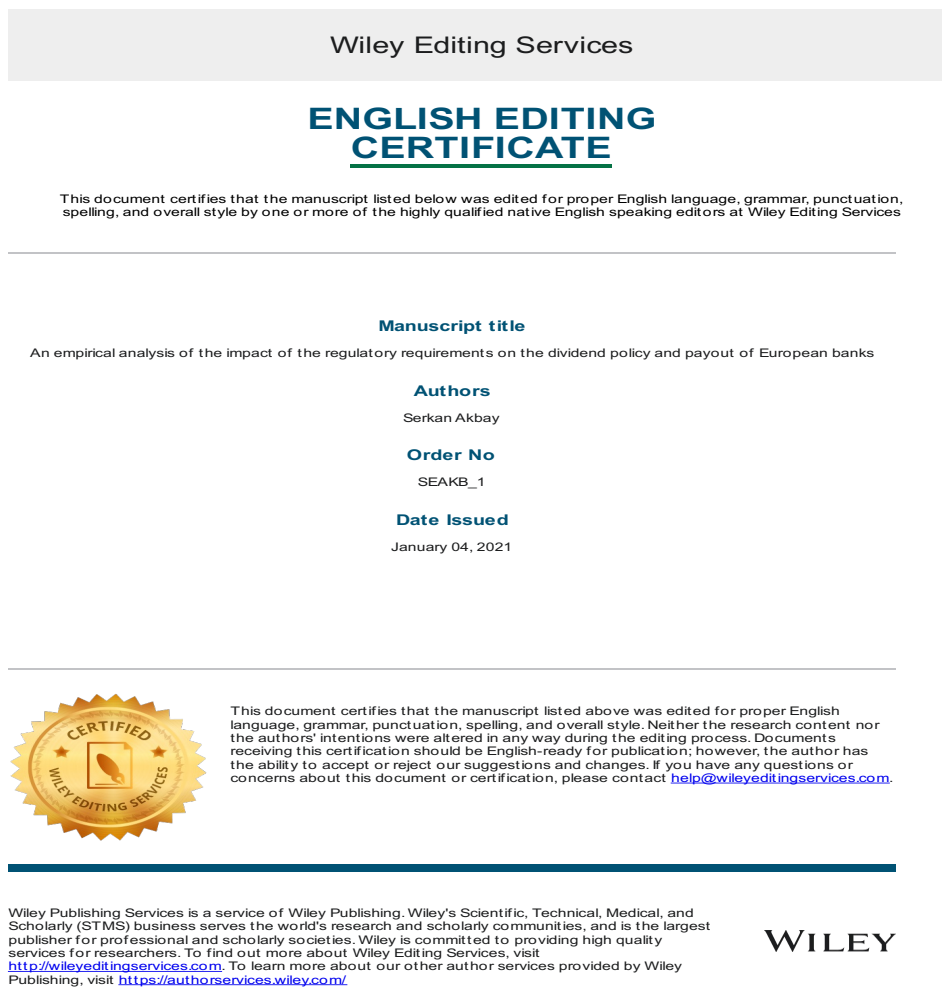 Wiley Editing Services
ENGLISH EDITING
CERTIFICATE
This document certifies that the manuscript listed below was edited for proper English language, grammar, punctuation,
spelling, and overall style by one or more of the highly qualified native English speaking editors at Wiley Editing Services
Manuscript title
An empirical analysis of the impact of the regulatory requirements on the dividend policy and payout of European banks
Authors
Serkan Akbay
Order No
SEAKB_1
Date Issued
January 04, 2021
CERTIFIED
WILEY EDITING SERVICES
This document certifies that the manuscript listed above was edited for proper English
language, grammar, punctuation, spelling, and overall style. Neither the research content nor
the authors' intentions were altered in any way during the editing process. Documents
receiving this certification should be English-ready for publication; however, the author has
the ability to accept or reject our suggestions and changes. If you have any questions or
concerns about this document or certification, please contact help@wileyeditingservices.com.
Wiley Publishing Services is a service of Wiley Publishing. Wiley's Scientific, Technical, Medical, and
Scholarly (STMS) business serves the world's research and scholarly communities, and is the largest
publisher for professional and scholarly societies. Wiley is committed to providing high quality
services for researchers. To find out more about Wiley Editing Services, visit
http://wileyeditingservices.com. To learn more about our other author services provided by Wiley
Publishing, visit https://authorservices.wiley.com/
WILEY